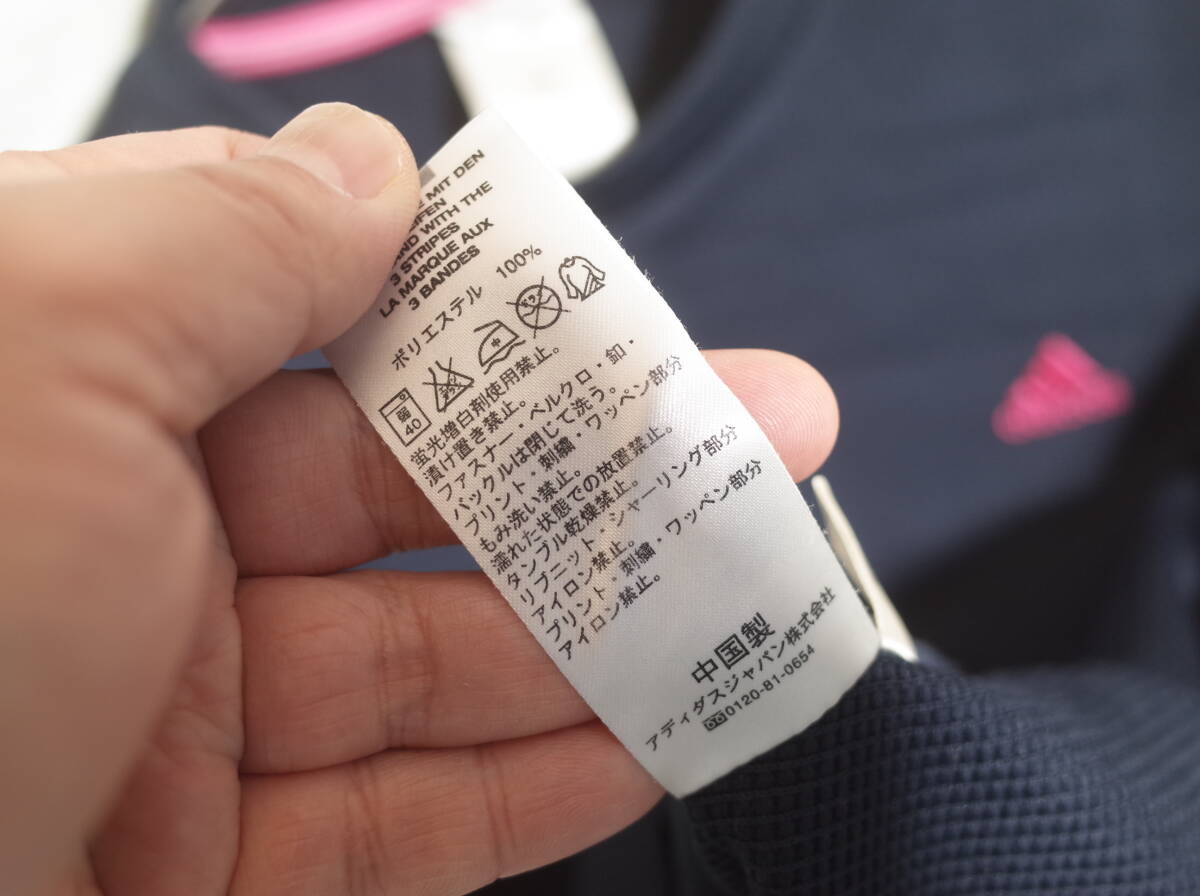 MIT DEN
WITH THE
3 STRIPES
LA MARQUE AUX
3 BANDES
ポリエステル 100%
弱
40
中
蛍光増白剤使用禁止。
漬け置き禁止。
ファスナー・ベルクロ・釦・
バックルは閉じて洗う。
プリント・刺繍・ワッペン部分
もみ洗い禁止。
濡れた状態での放置禁止。
タンブル乾燥禁止。
リブニット・シャーリング部分
アイロン禁止。
プリント・刺繍・ワッペン部分
アイロン禁止。
中国製
アディダスジャパン株式会社
0120-81-0654